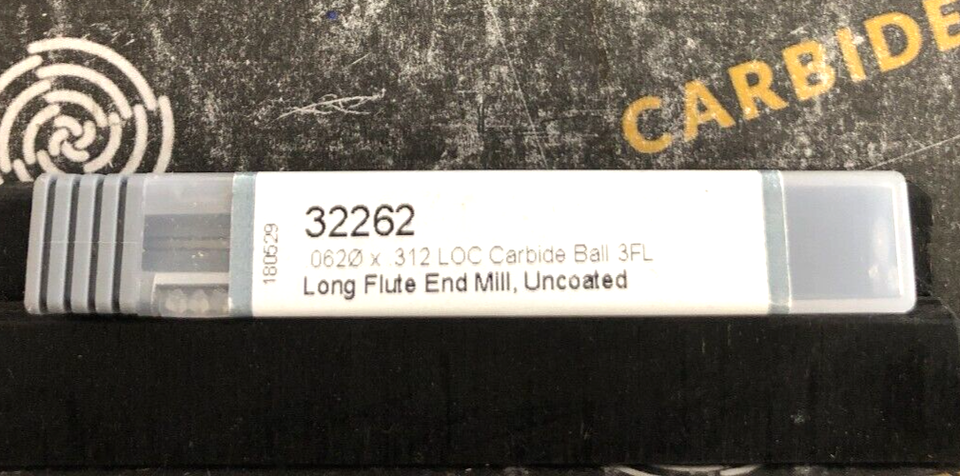 CARBIDE
180529
32262
.062Ø x .312 LOC Carbide Ball 3FL
Long Flute End Mill, Uncoated